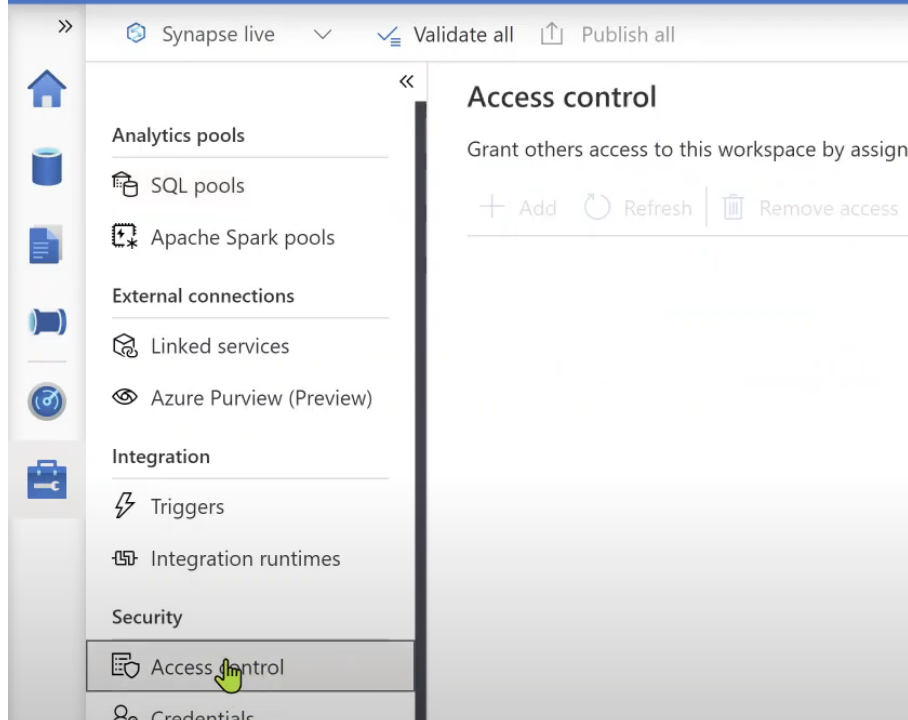 Synapse live
Validate all
Publish all
Analytics pools
SQL pools
Apache Spark pools
External connections
Linked services
Azure Purview (Preview)
Integration
Triggers
Integration runtimes
Security
Access control
Credentials
Access control
Grant others access to this workspace by assign
Add
Refresh
Remove access